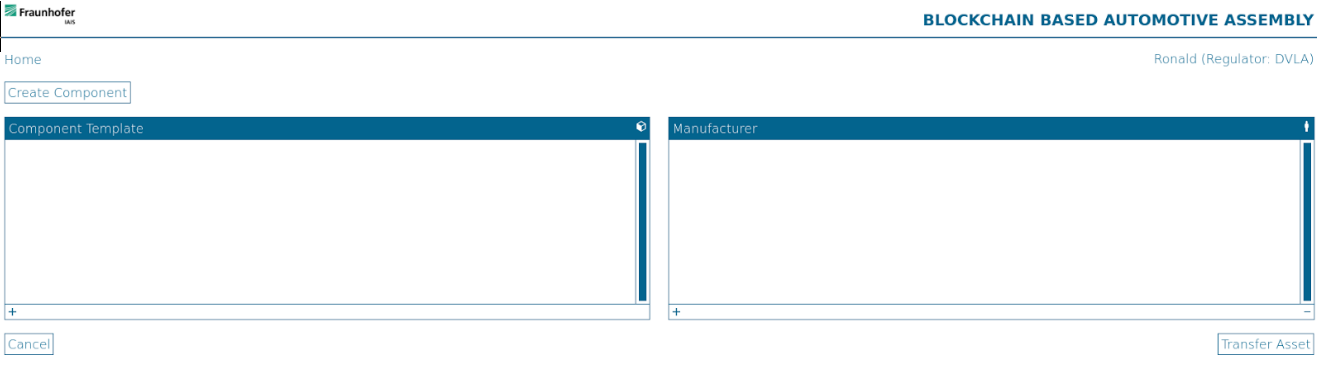 Fraunhofer
IAIS
BLOCKCHAIN BASED AUTOMOTIVE ASSEMBLY
Home
Ronald (Regulator: DVLA)
Create Component
Component Template
Manufacturer
+
+ −
Cancel
Transfer Asset